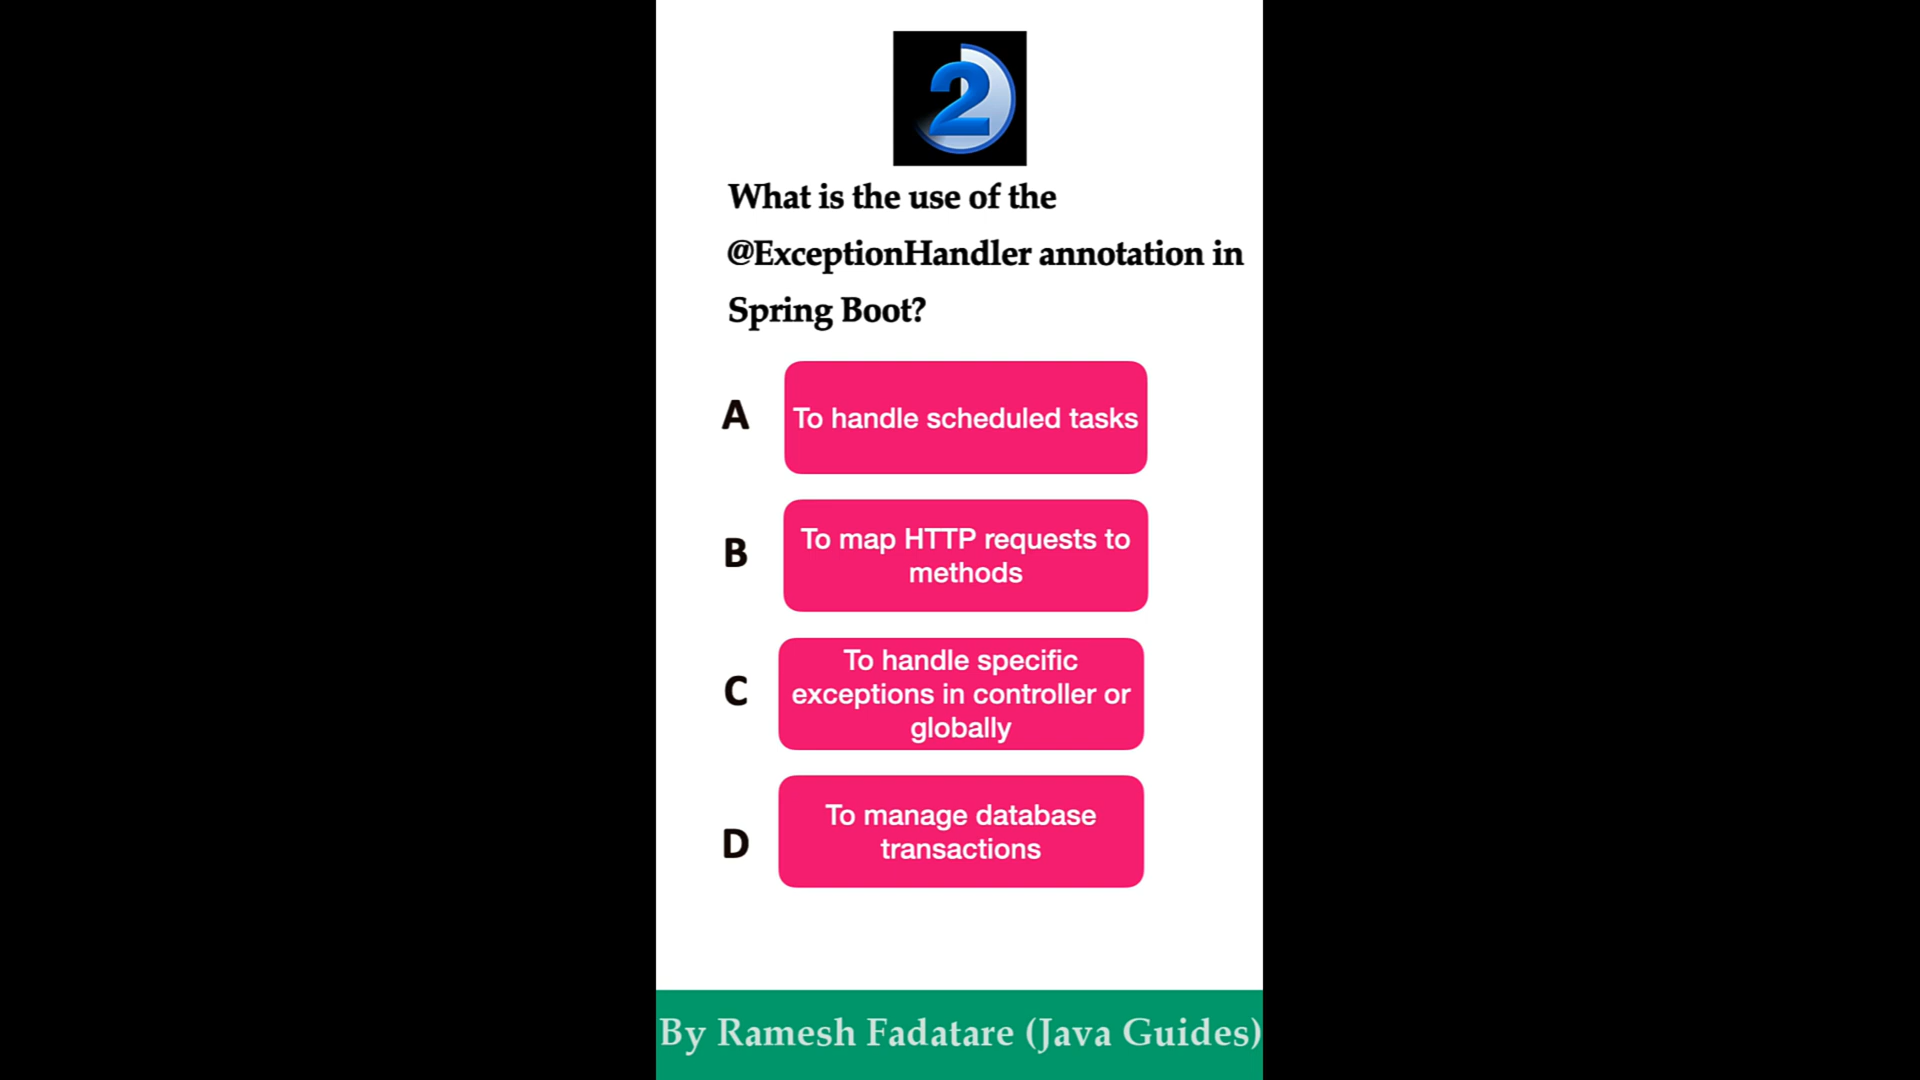 2
What is the use of the
@ExceptionHandler annotation in
Spring Boot?
A
To handle scheduled tasks
B
To map HTTP requests to
methods
C
To handle specific
exceptions in controller or
globally
D
To manage database
transactions
By Ramesh Fadatare (Java Guides)